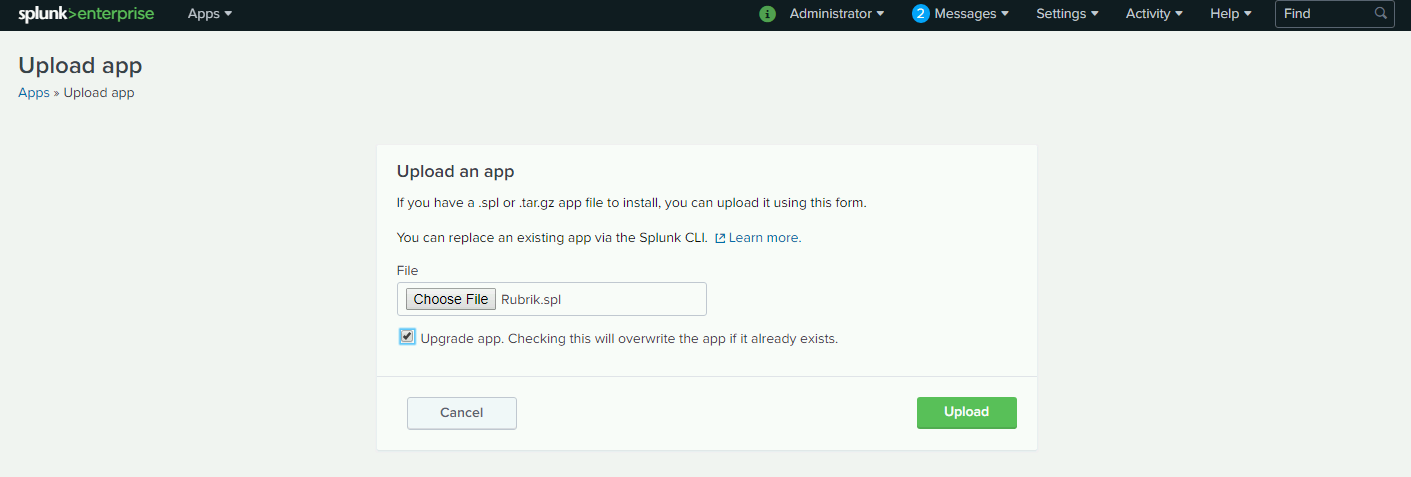 splunk>enterprise Apps i Administrator 2 Messages Settings Activity Help Find
Upload app
Apps » Upload app
Upload an app
If you have a .spl or .tar.gz app file to install, you can upload it using this form.
You can replace an existing app via the Splunk CLI. Learn more.
File
Choose File Rubrik.spl
Upgrade app. Checking this will overwrite the app if it already exists.
Cancel Upload